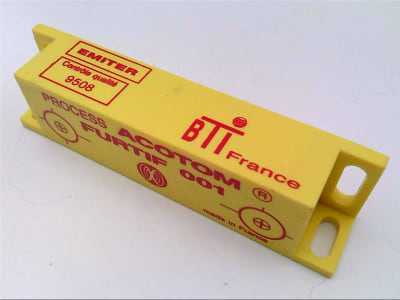 EMITER
Contrôle qualité
9508
BTI France
PROCESS ACOTOM ®
FURTIF 001
made in France